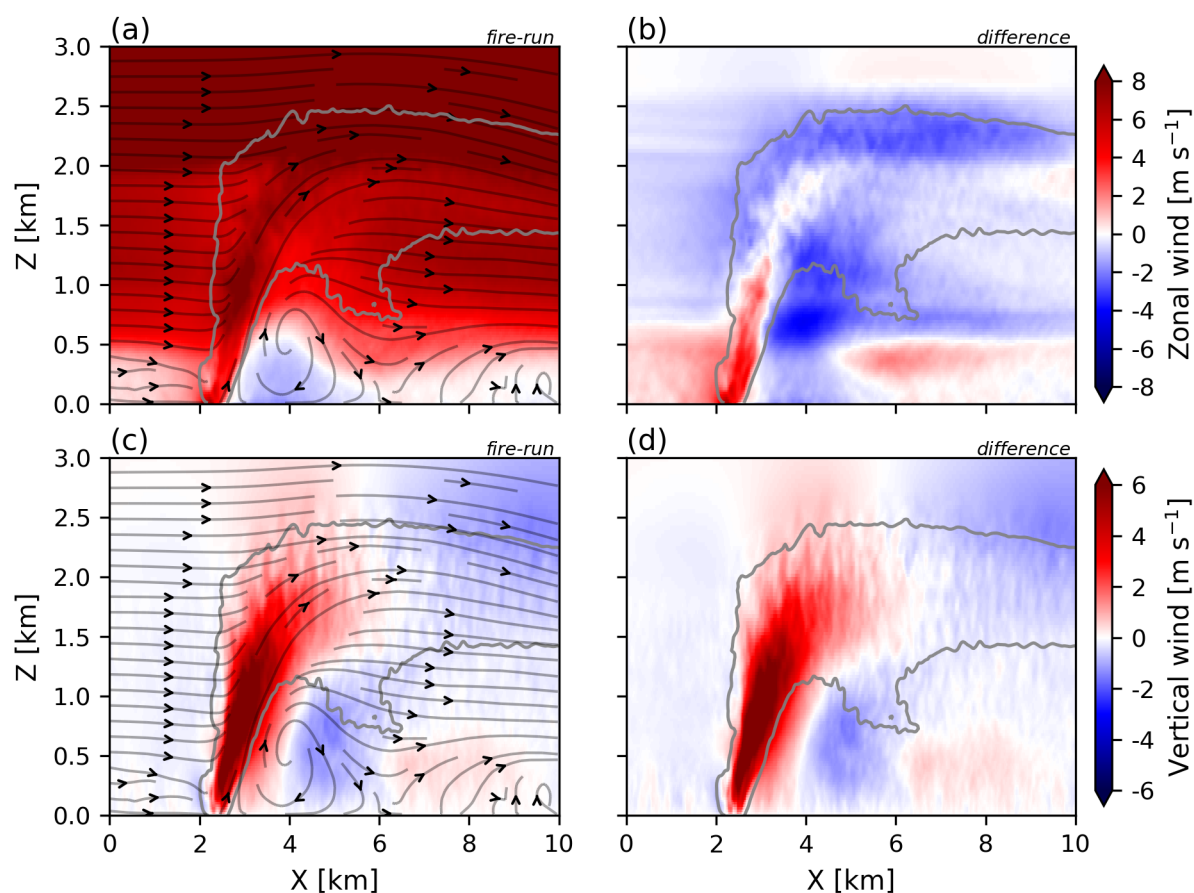 (a) fire-run
(b) difference
3.0
2.5
2.0
1.5
1.0
0.5
0.0
Z [km]
8
6
4
2
0
-2
-4
-6
-8
Zonal wind [m s⁻¹]
(c) fire-run
(d) difference
3.0
2.5
2.0
1.5
1.0
0.5
0.0
Z [km]
0 2 4 6 8 10
X [km]
0 2 4 6 8 10
X [km]
6
4
2
0
-2
-4
-6
Vertical wind [m s⁻¹]